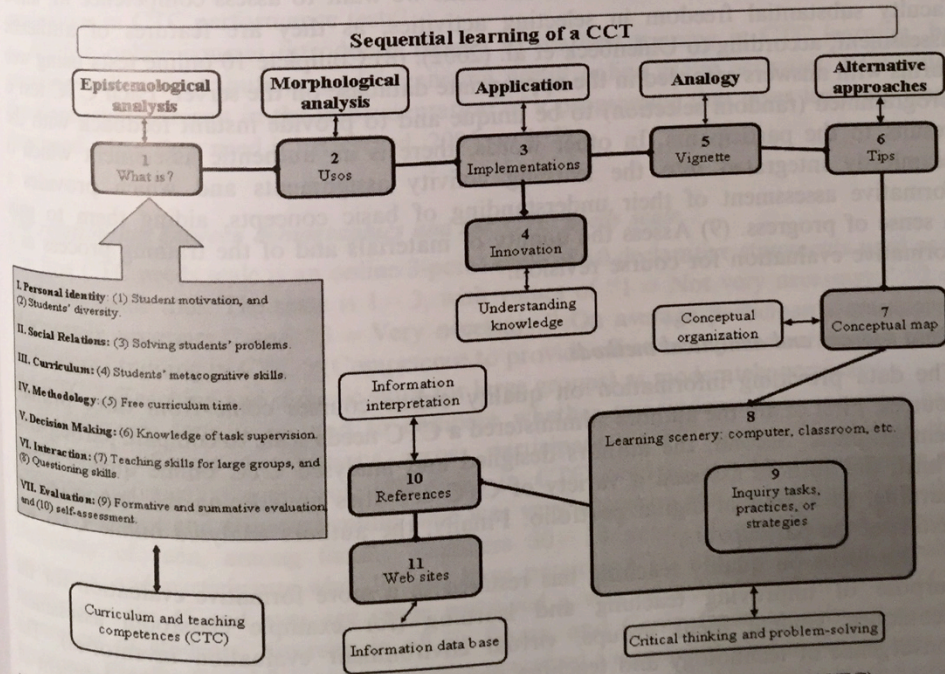 Sequential learning of a CCT
Epistemological
analysis
Morphological
analysis
Application
Analogy
Alternative
approaches
1
What is?
2
Usos
3
Implementations
5
Vignette
6
Tips
4
Innovation
Understanding
knowledge
Conceptual
organization
7
Conceptual map
I. Personal identity: (1) Student motivation, and
(2) Students' diversity.
II. Social Relations: (3) Solving students' problems.
III. Curriculum: (4) Students' metacognitive skills.
IV. Methodology: (5) Free curriculum time.
V. Decision Making: (6) Knowledge of task supervision.
VI. Interaction: (7) Teaching skills for large groups, and
(8) Questioning skills.
VII. Evaluation: (9) Formative and summative evaluation,
and (10) self-assessment.
Information
interpretation
8
Learning scenery: computer, classroom, etc.
9
Inquiry tasks,
practices, or
strategies
10
References
11
Web sites
Curriculum and teaching
competences (CTC)
Information data base
Critical thinking and problem-solving